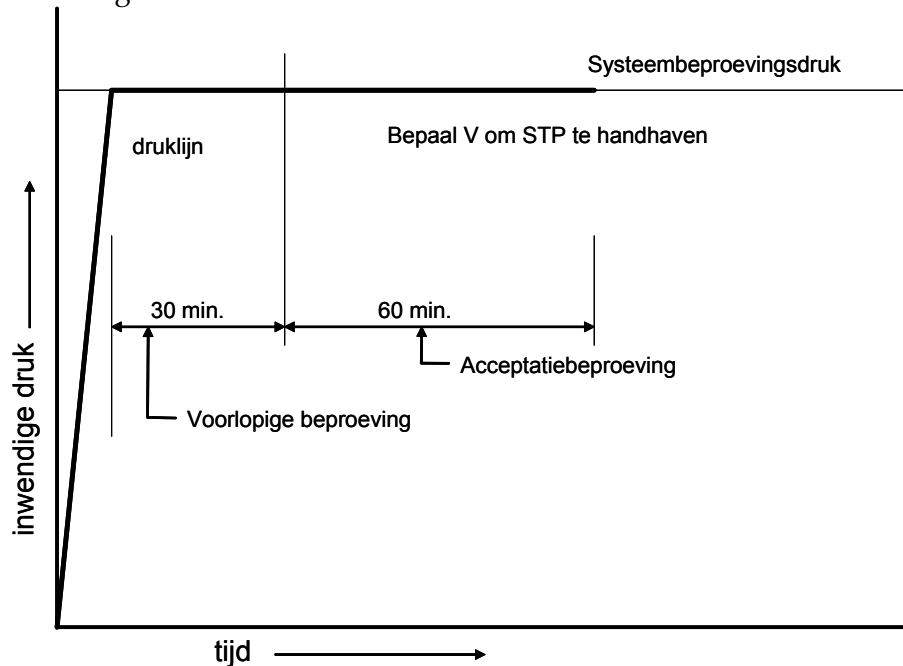 Systeembeproevingsdruk
Bepaal V om STP te handhaven
druklijn
30 min.
60 min.
Acceptatiebeproeving
Voorlopige beproeving
inwendige druk
tijd